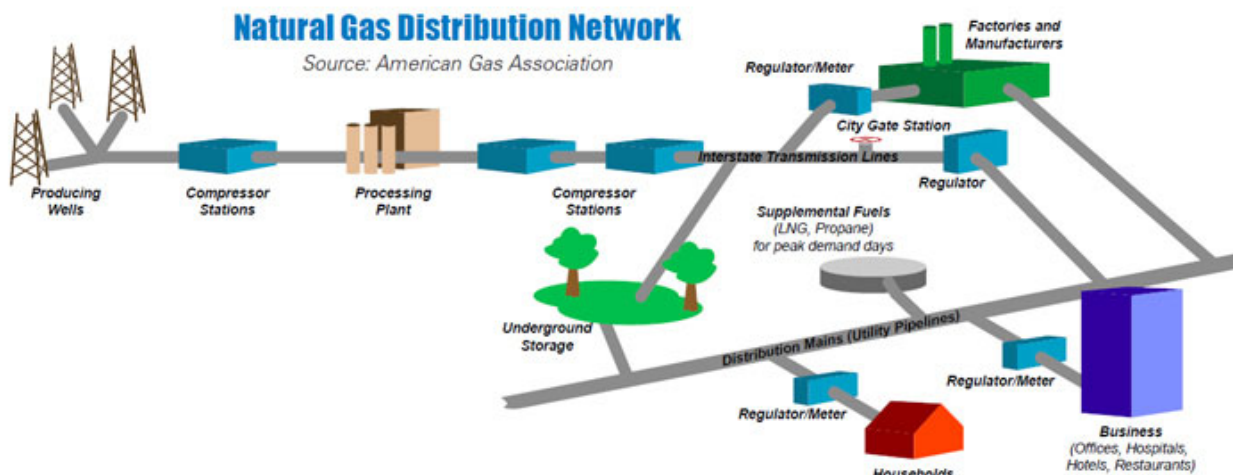 Natural Gas Distribution Network
Source: American Gas Association
Factories and
Manufacturers
Regulator/Meter
City Gate Station
Interstate Transmission Lines
Producing
Wells
Compressor
Stations
Processing
Plant
Compressor
Stations
Regulator
Supplemental Fuels
(LNG, Propane)
for peak demand days
Underground
Storage
Distribution Mains (Utility Pipelines)
Regulator/Meter
Regulator/Meter
Households
Business
(Offices, Hospitals,
Hotels, Restaurants)